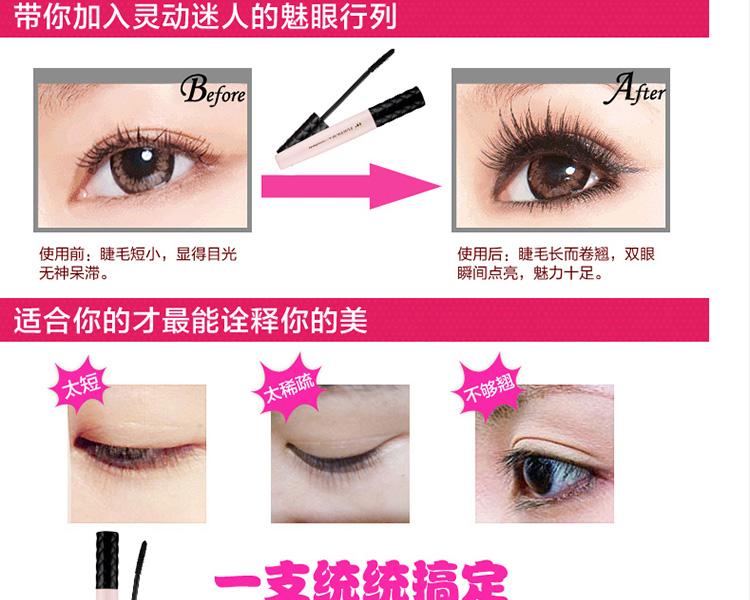 带你加入灵动迷人的魅眼行列
Before
After
使用前：睫毛短小，显得目光
无神呆滞。
使用后：睫毛长而卷翘，双眼
瞬间点亮，魅力十足。
适合你的才最能诠释你的美
太短
太稀疏
不够翘
一支统统搞定